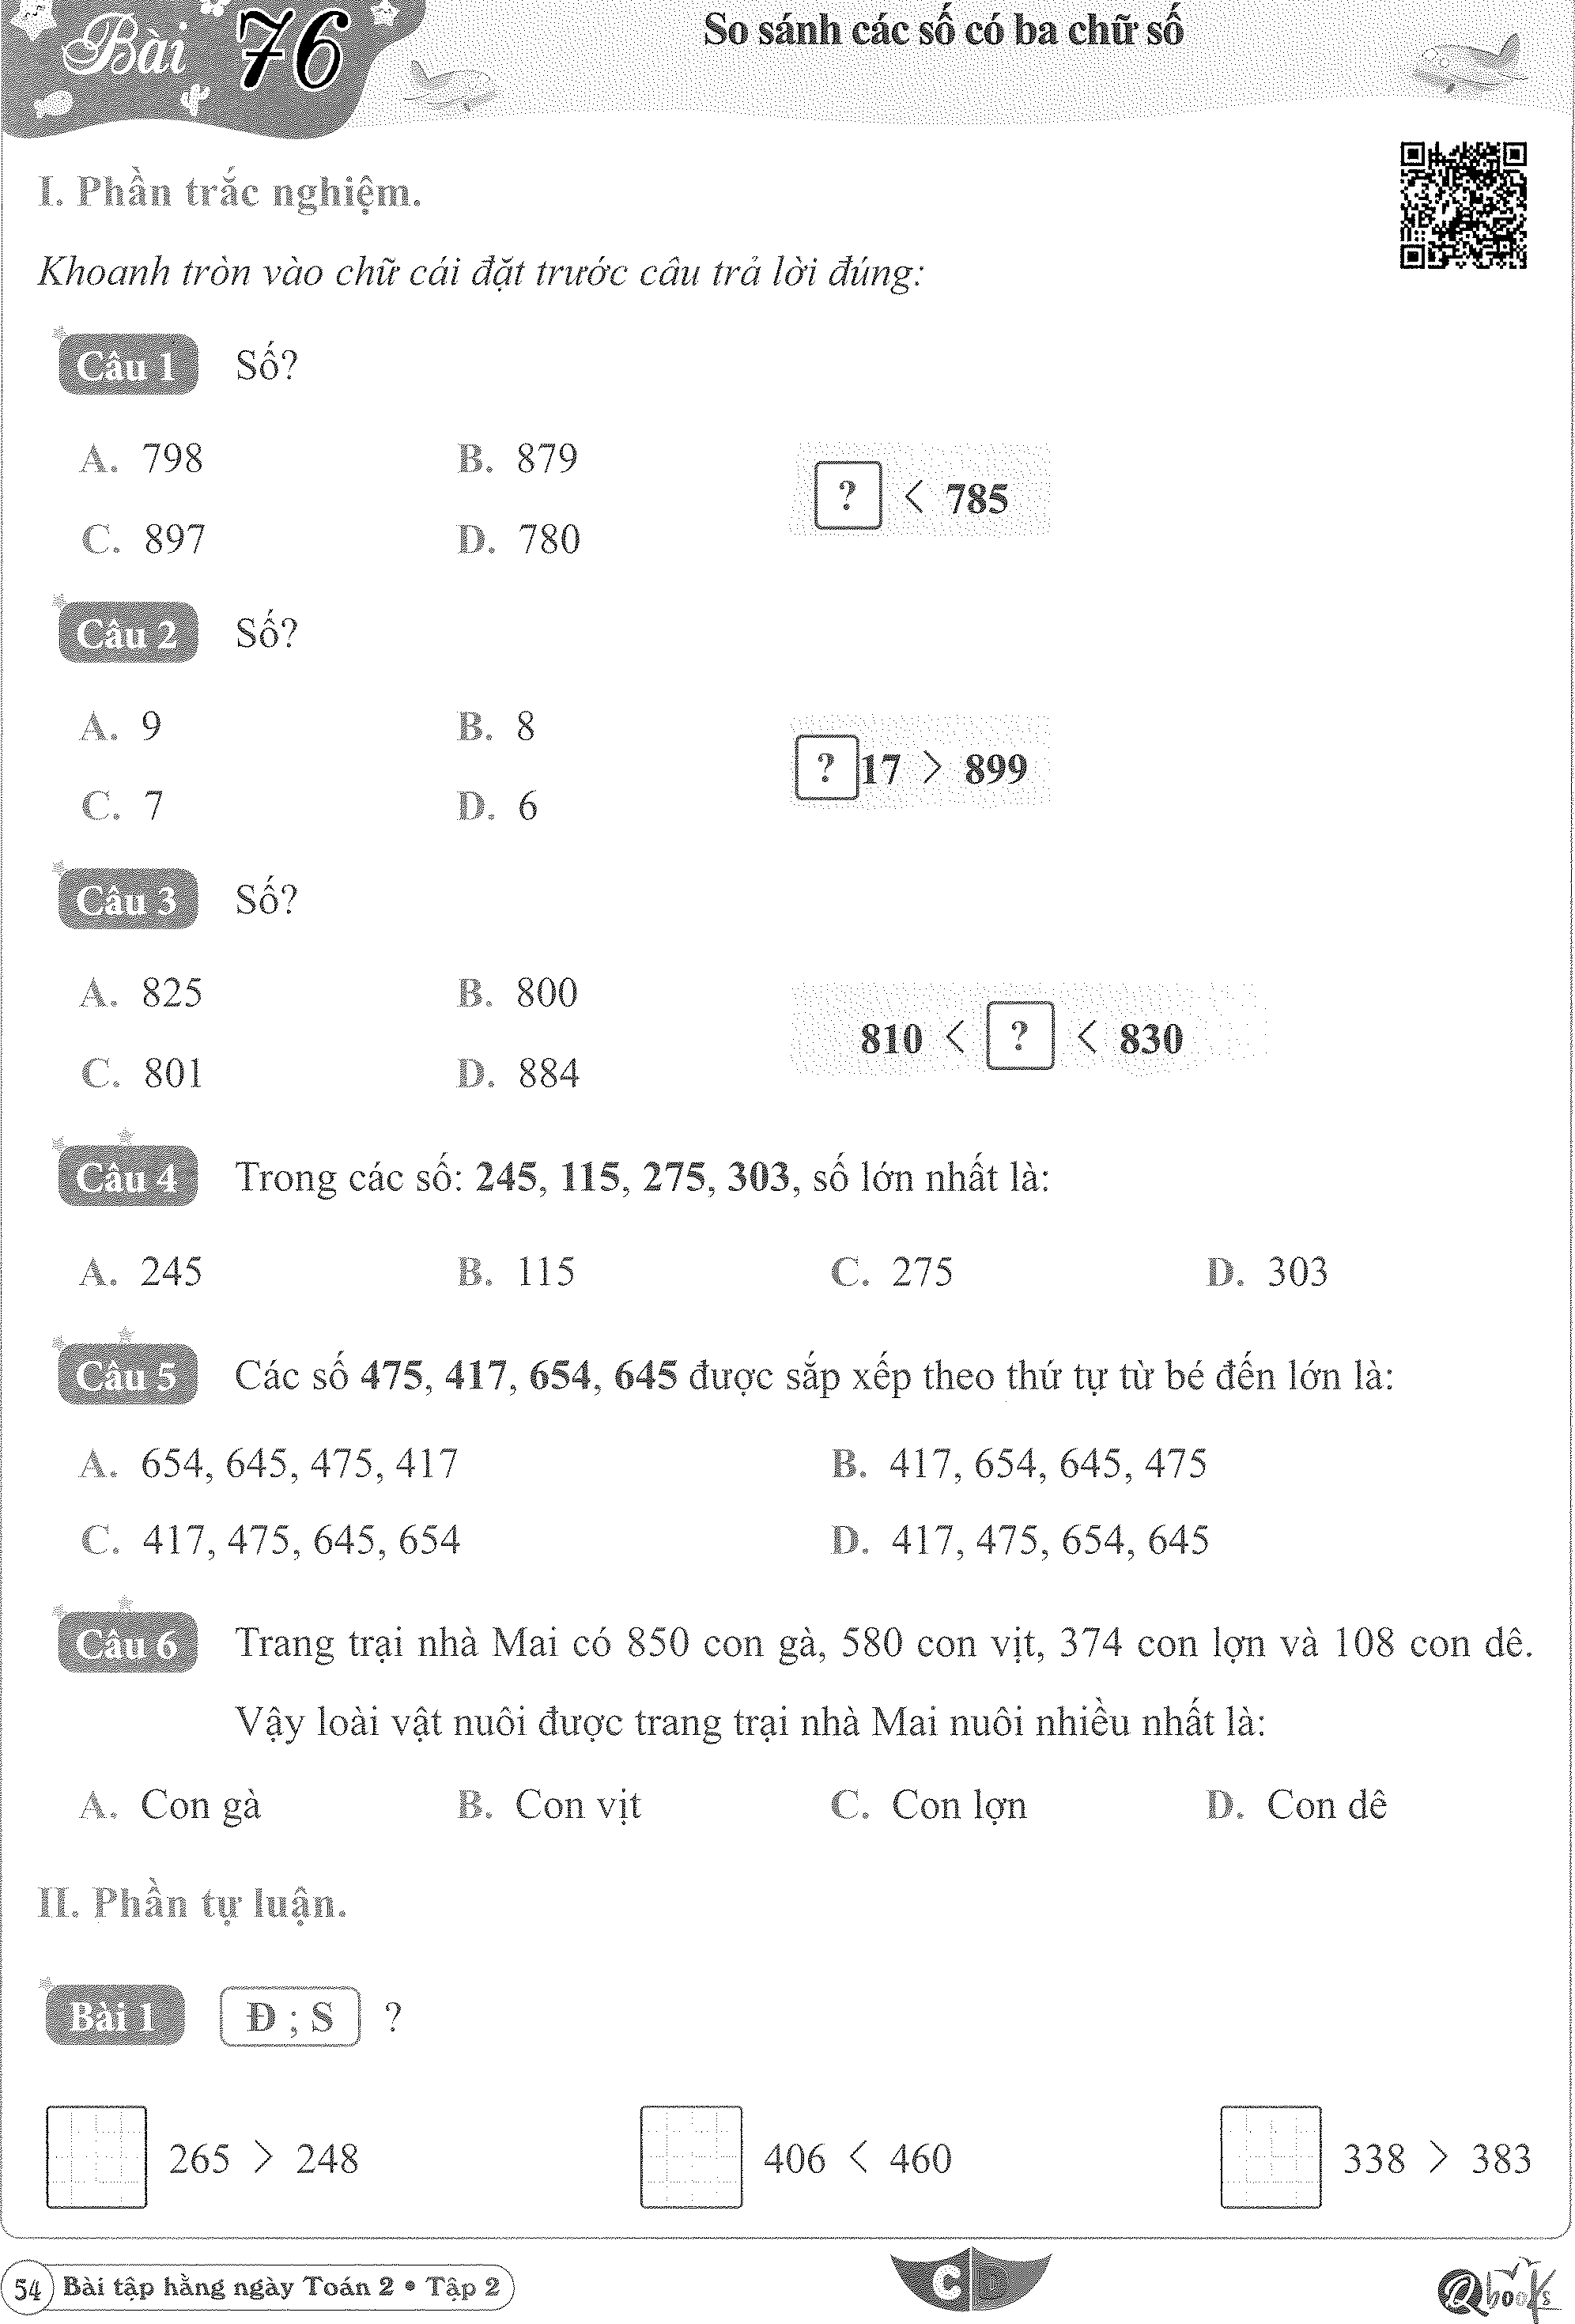 Bài 76
So sánh các số có ba chữ số
I. Phần trắc nghiệm.
Khoanh tròn vào chữ cái đặt trước câu trả lời đúng:
Câu 1 Số?
A. 798 B. 879
? < 785
C. 897 D. 780
Câu 2 Số?
A. 9 B. 8
? 17 > 899
C. 7 D. 6
Câu 3 Số?
A. 825 B. 800
810 < ? < 830
C. 801 D. 884
Câu 4 Trong các số: 245, 115, 275, 303, số lớn nhất là:
A. 245 B. 115 C. 275 D. 303
Câu 5 Các số 475, 417, 654, 645 được sắp xếp theo thứ tự từ bé đến lớn là:
A. 654, 645, 475, 417 B. 417, 654, 645, 475
C. 417, 475, 645, 654 D. 417, 475, 654, 645
Câu 6 Trang trại nhà Mai có 850 con gà, 580 con vịt, 374 con lợn và 108 con dê.
Vậy loài vật nuôi được trang trại nhà Mai nuôi nhiều nhất là:
A. Con gà B. Con vịt C. Con lợn D. Con dê
II. Phần tự luận.
Bài 1 Đ ; S ?
265 > 248 406 < 460 338 > 383
54 Bài tập hằng ngày Toán 2 • Tập 2 C D Qbooks